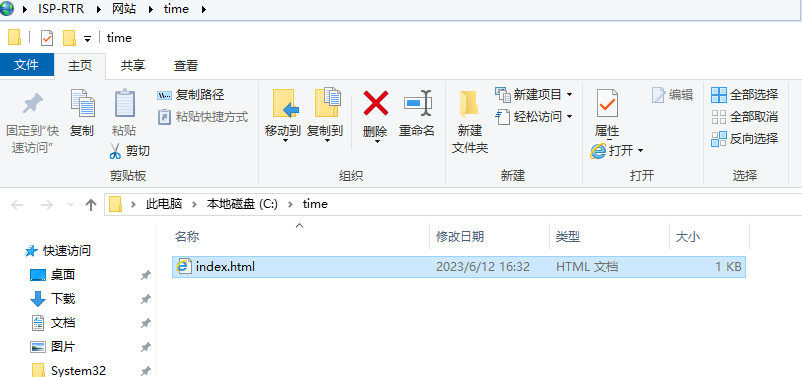 ISP-RTR 网站 time
time
文件 主页 共享 查看
固定到“快速访问”
复制
粘贴
复制路径
粘贴快捷方式
剪切
剪贴板
移动到 复制到
删除
重命名
组织
新建文件夹
新建项目
轻松访问
新建
属性
打开
编辑
打开
全部选择
全部取消
反向选择
选择
此电脑 本地磁盘 (C:) time
快速访问
桌面
下载
文档
图片
System32
名称 修改日期 类型 大小
index.html 2023/6/12 16:32 HTML 文档 1 KB